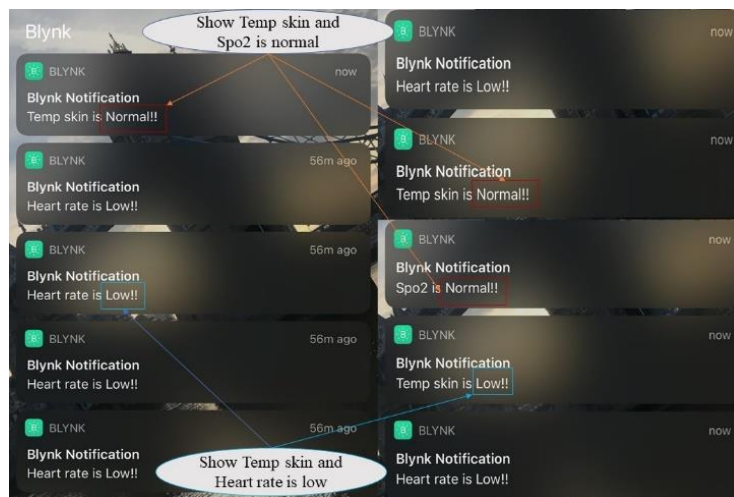 Blynk
Show Temp skin and
Spo2 is normal
BLYNK
now
Blynk Notification
Temp skin is Normal!!
BLYNK
56m ago
Blynk Notification
Heart rate is Low!!
BLYNK
56m ago
Blynk Notification
Heart rate is Low!!
BLYNK
56m ago
Blynk Notification
Heart rate is Low!!
BLYNK
56m ago
Blynk Notification
Heart rate is Low!!
Show Temp skin and
Heart rate is low
BLYNK
now
Blynk Notification
Heart rate is Low!!
BLYNK
now
Blynk Notification
Temp skin is Normal!!
BLYNK
now
Blynk Notification
Spo2 is Normal!!
BLYNK
now
Blynk Notification
Temp skin is Low!!
BLYNK
now
Blynk Notification
Heart rate is Low!!